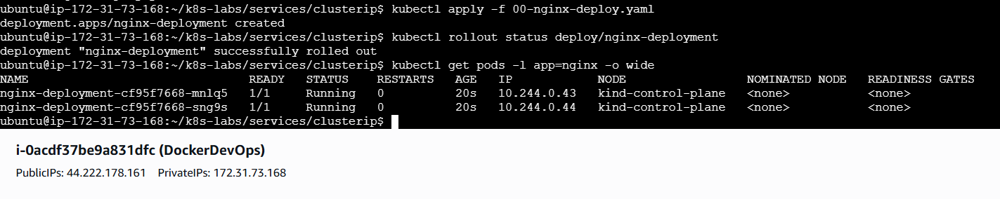 ubuntu@ip-172-31-73-168:~/k8s-labs/services/clusterip$ kubectl apply -f 00-nginx-deploy.yaml
deployment.apps/nginx-deployment created
ubuntu@ip-172-31-73-168:~/k8s-labs/services/clusterip$ kubectl rollout status deploy/nginx-deployment
deployment "nginx-deployment" successfully rolled out
ubuntu@ip-172-31-73-168:~/k8s-labs/services/clusterip$ kubectl get pods -l app=nginx -o wide
NAME READY STATUS RESTARTS AGE IP NODE NOMINATED NODE READINESS GATES
nginx-deployment-cf95f7668-mnlq5 1/1 Running 0 20s 10.244.0.43 kind-control-plane <none> <none>
nginx-deployment-cf95f7668-sng9s 1/1 Running 0 20s 10.244.0.44 kind-control-plane <none> <none>
ubuntu@ip-172-31-73-168:~/k8s-labs/services/clusterip$
i-0acdf37be9a831dfc (DockerDevOps)
PublicIPs: 44.222.178.161 PrivateIPs: 172.31.73.168